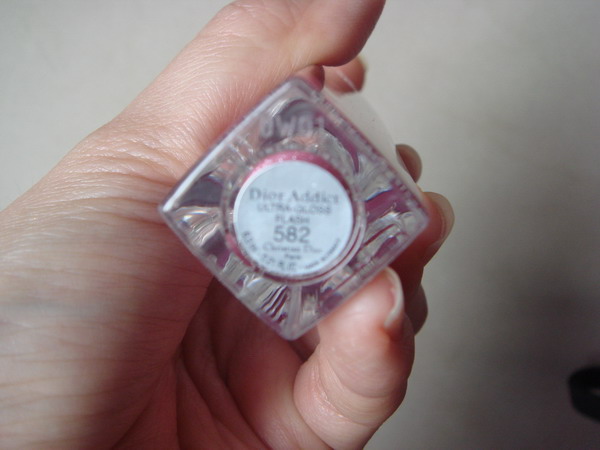 Dior Addict
ULTRA-GLOSS
FLASH
582
Christian Dior
Paris